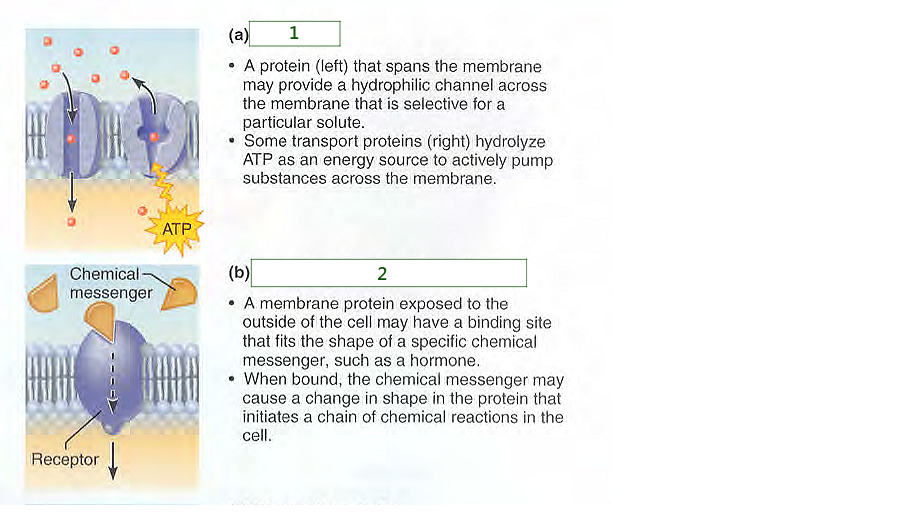 (a) 1
• A protein (left) that spans the membrane
may provide a hydrophilic channel across
the membrane that is selective for a
particular solute.
• Some transport proteins (right) hydrolyze
ATP as an energy source to actively pump
substances across the membrane.
ATP
(b) 2
Chemical
messenger
• A membrane protein exposed to the
outside of the cell may have a binding site
that fits the shape of a specific chemical
messenger, such as a hormone.
• When bound, the chemical messenger may
cause a change in shape in the protein that
initiates a chain of chemical reactions in the
cell.
Receptor